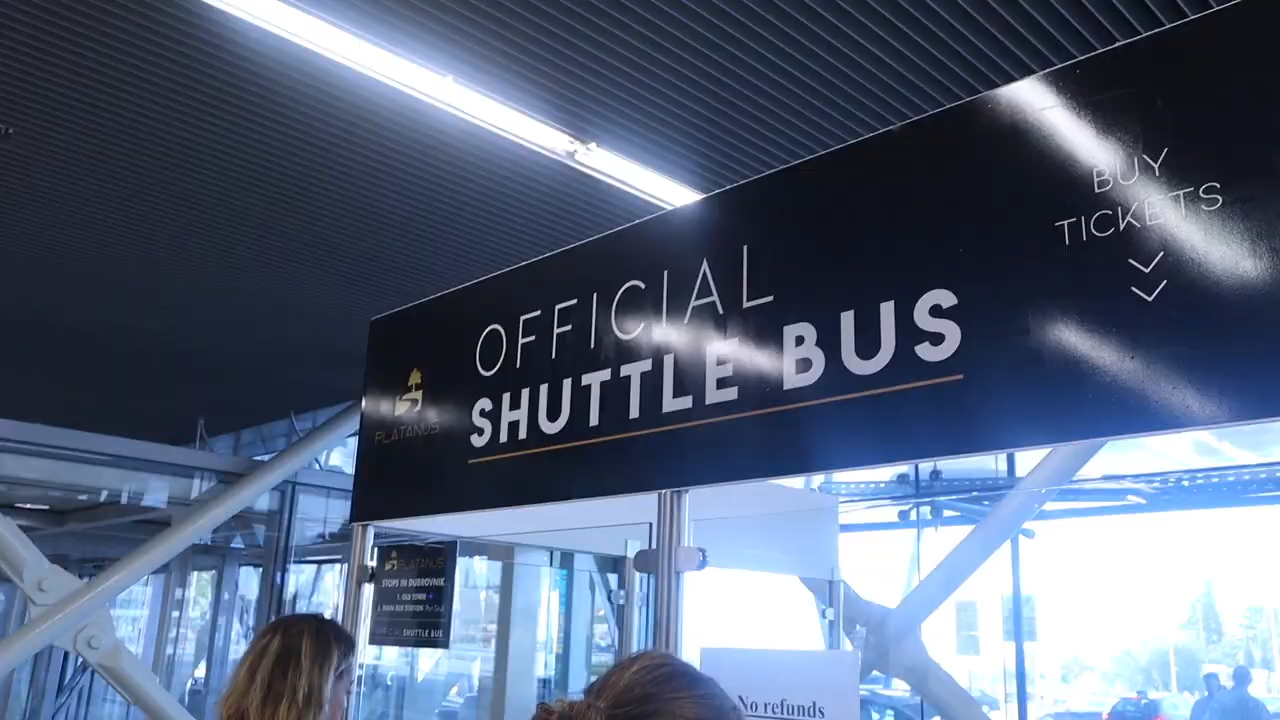 OFFICIAL
SHUTTLE BUS
BUY
TICKETS
PLATANUS
PLATANUS
STOPS IN DUBROVNIK
1. OLD TOWN
2. MAIN BUS STATION
OFFICIAL SHUTTLE BUS
No refunds